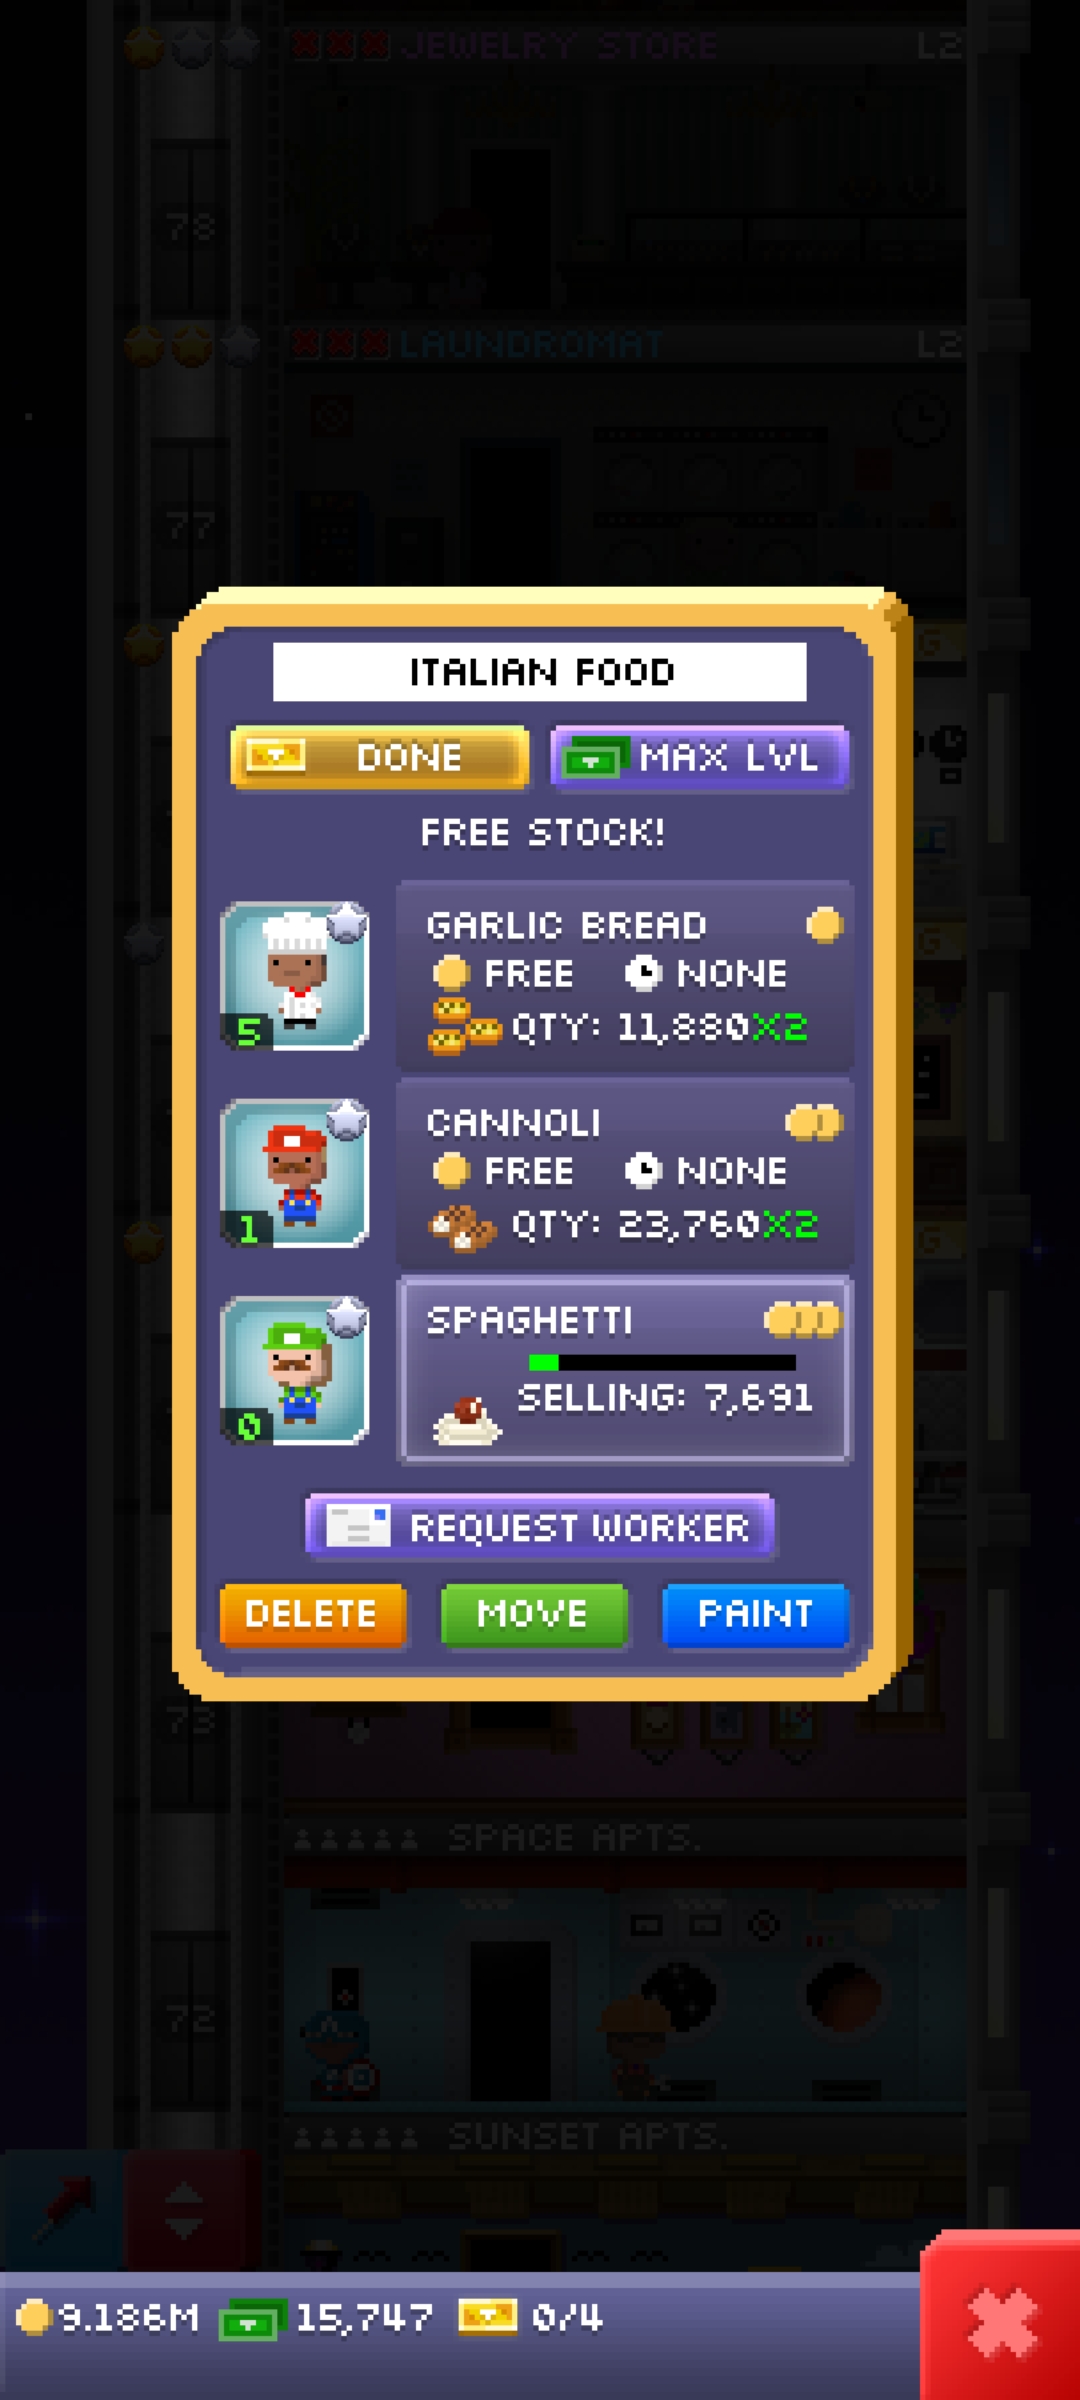 JEWELRY STORE L2
78
LAUNDROMAT L2
77
G
ITALIAN FOOD
DONE MAX LVL
FREE STOCK!
GARLIC BREAD
FREE NONE
QTY: 11,880X2
5
G
CANNOLI
FREE NONE
QTY: 23,760X2
1
G
SPAGHETTI
SELLING: 7,691
0
REQUEST WORKER
DELETE MOVE PAINT
73
SPACE APTS.
72
SUNSET APTS.
9.186M 15,747 0/4